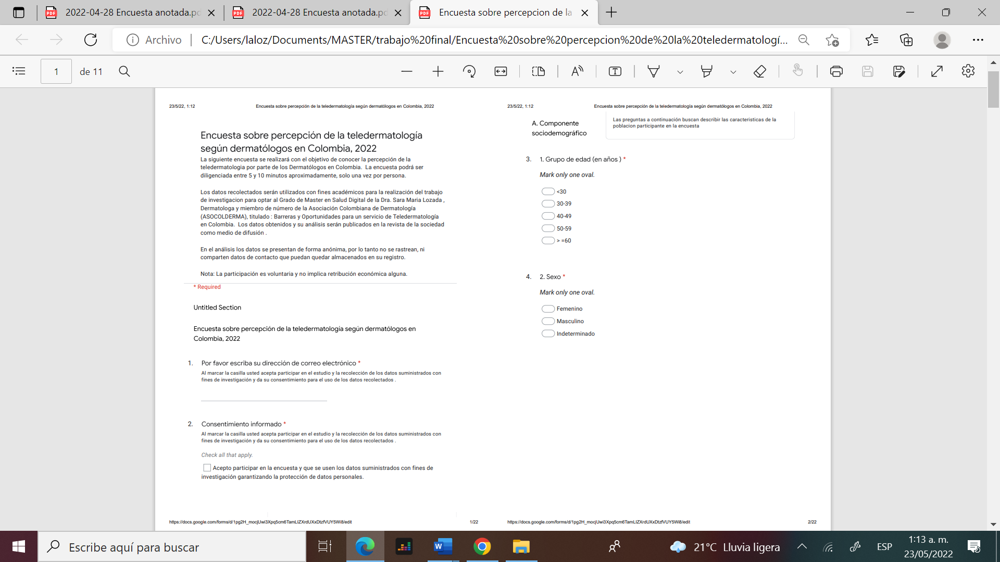 2022-04-28 Encuesta anotada.pd
2022-04-28 Encuesta anotada.pd
Encuesta sobre percepcion de la
Archivo
C:/Users/laloz/Documents/MASTER/trabajo%20final/Encuesta%20sobre%20percepcion%20de%20la%20teledermatologí...
1
de 11
23/5/22, 1:12
Encuesta sobre percepción de la teledermatología según dermatólogos en Colombia, 2022
Encuesta sobre percepción de la teledermatología
según dermatólogos en Colombia, 2022
La siguiente encuesta se realizará con el objetivo de conocer la percepción de la
teledermatologia por parte de los Dermatólogos en Colombia. La encuesta podrá ser
diligenciada entre 5 y 10 minutos aproximadamente, solo una vez por persona.
Los datos recolectados serán utilizados con fines académicos para la realización del trabajo
de investigacion para optar al Grado de Master en Salud Digital de la Dra. Sara Maria Lozada ,
Dermatologa y miembro de número de la Asociación Colombiana de Dermatología
(ASOCOLDERMA), titulado : Barreras y Oportunidades para un servicio de Teledermatología
en Colombia. Los datos obtenidos y su análisis serán publicados en la revista de la sociedad
como medio de difusión .
En el análisis los datos se presentan de forma anónima, por lo tanto no se rastrean, ni
comparten datos de contacto que puedan quedar almacenados en su registro.
Nota: La participación es voluntaria y no implica retribución económica alguna.
* Required
Untitled Section
Encuesta sobre percepción de la teledermatología según dermatólogos en
Colombia, 2022
1. Por favor escriba su dirección de correo electrónico *
Al marcar la casilla usted acepta participar en el estudio y la recolección de los datos suministrados con
fines de investigación y da su consentimiento para el uso de los datos recolectados .
2. Consentimiento informado *
Al marcar la casilla usted acepta participar en el estudio y la recolección de los datos suministrados con
fines de investigación y da su consentimiento para el uso de los datos recolectados .
Check all that apply.
Acepto participar en la encuesta y que se usen los datos suministrados con fines de
investigación garantizando la protección de datos personales.
https://docs.google.com/forms/d/1pg2H_mocjUwi3Xpq5cm6TamLIZXrdUXxDtzfVUY5Wi8/edit
1/22
23/5/22, 1:12
Encuesta sobre percepción de la teledermatología según dermatólogos en Colombia, 2022
A. Componente
sociodemográfico
Las preguntas a continuación buscan describir las caracteristicas de la
poblacion participante en la encuesta
3. 1. Grupo de edad (en años ) *
Mark only one oval.
<30
30-39
40-49
50-59
> =60
4. 2. Sexo *
Mark only one oval.
Femenino
Masculino
Indeterminado
https://docs.google.com/forms/d/1pg2H_mocjUwi3Xpq5cm6TamLIZXrdUXxDtzfVUY5Wi8/edit
2/22
Escribe aquí para buscar
21°C Lluvia ligera
ESP
1:13 a. m.
23/05/2022